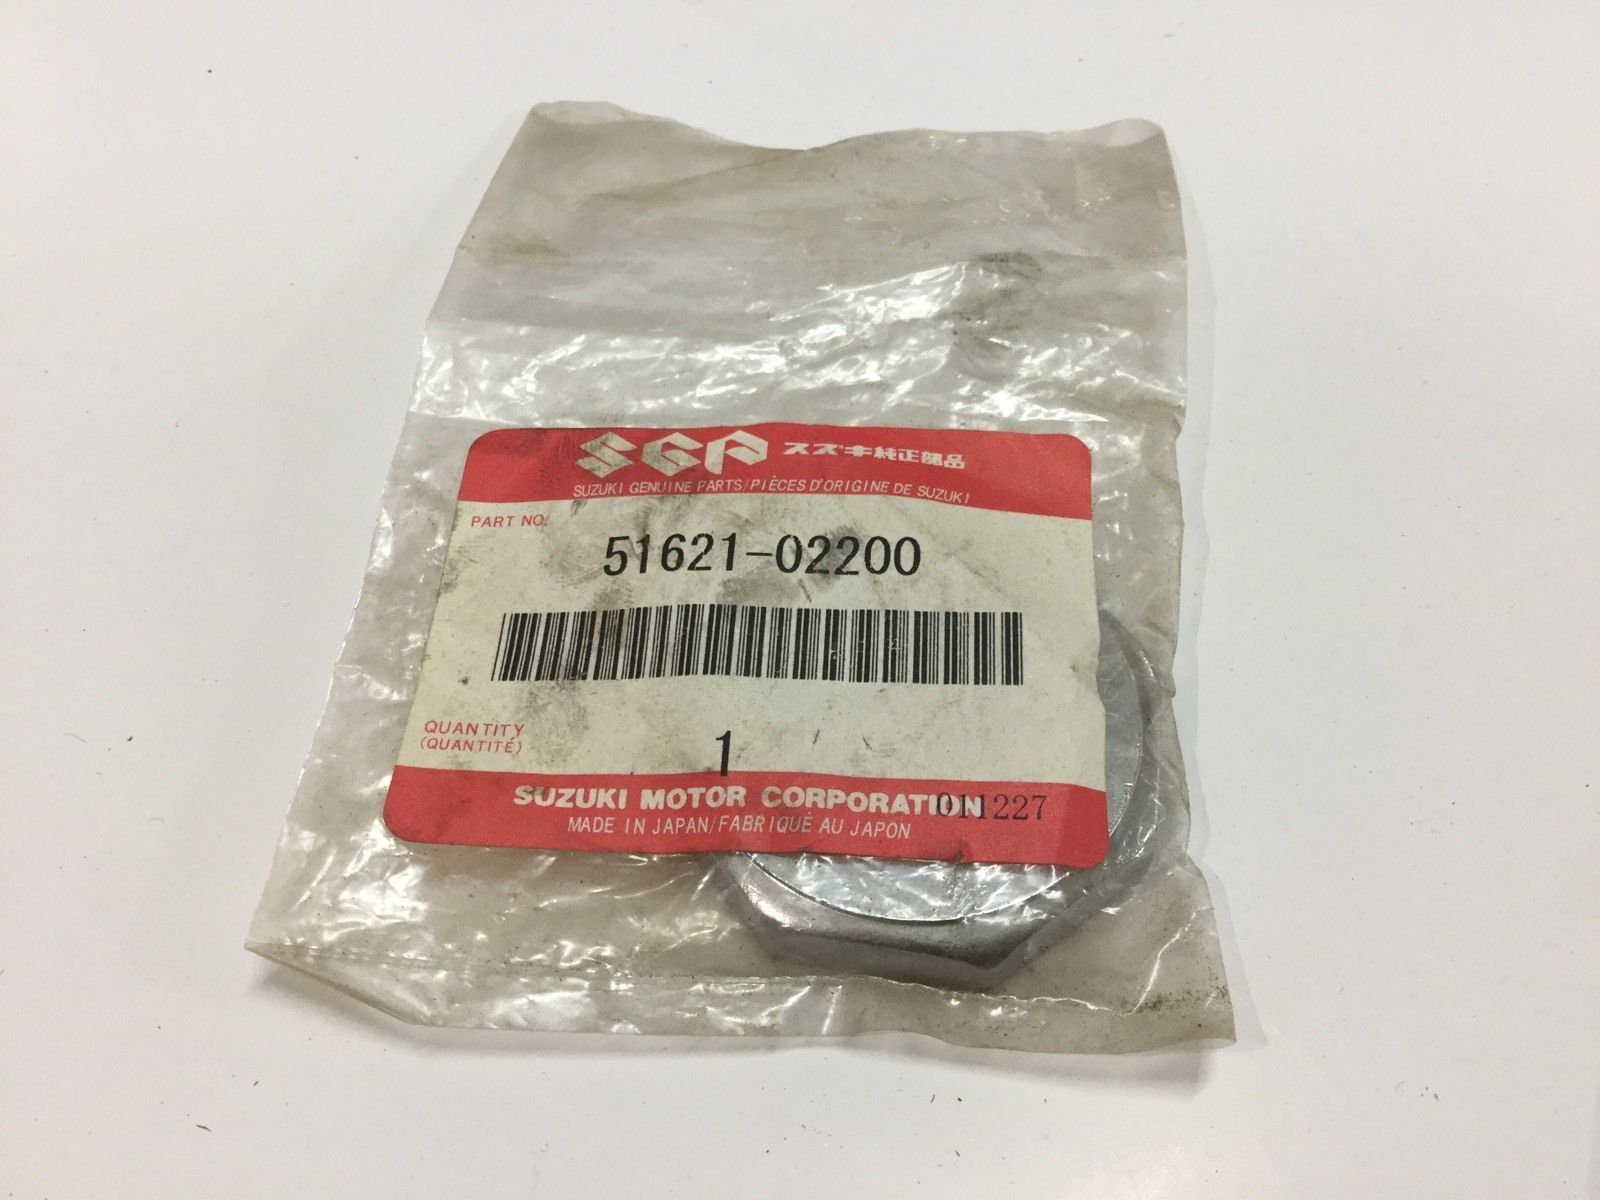 SGP スズキ純正部品
SUZUKI GENUINE PARTS/PIÈCES D'ORIGINE DE SUZUKI
PART NO.
51621-02200
QUANTITY
(QUANTITÉ)
1
SUZUKI MOTOR CORPORATION 011227
MADE IN JAPAN/FABRIQUÉ AU JAPON